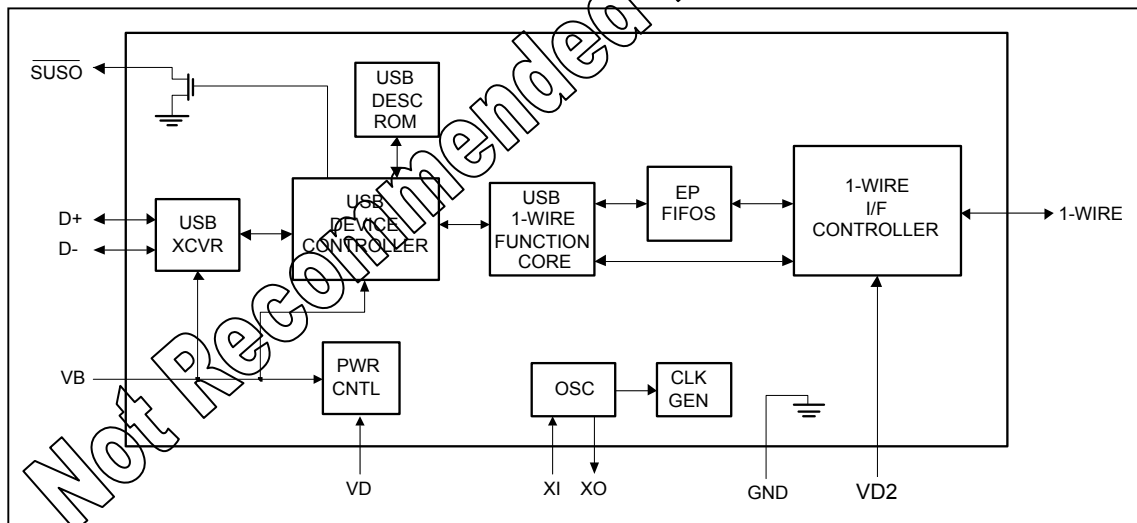 SUSO
USB
DESC
ROM
D+
D-
USB
XCVR
USB
DEVICE
CONTROLLER
USB
1-WIRE
FUNCTION
CORE
EP
FIFOS
1-WIRE
I/F
CONTROLLER
1-WIRE
VB
PWR
CNTL
OSC
CLK
GEN
VD
XI
XO
GND
VD2
Not Recommended